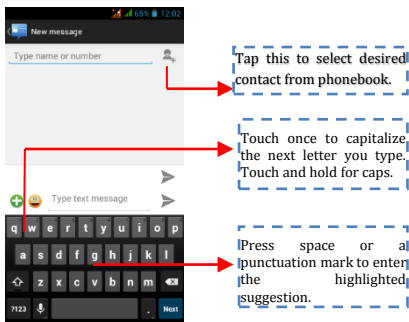 65% 12:02
New message
Type name or number
Tap this to select desired
contact from phonebook.
Touch once to capitalize
the next letter you type.
Touch and hold for caps.
Type text message
q w e r t y u i o p
a s d f g h j k l
z x c v b n m
?123 . Next
Press space or a
punctuation mark to enter
the highlighted
suggestion.